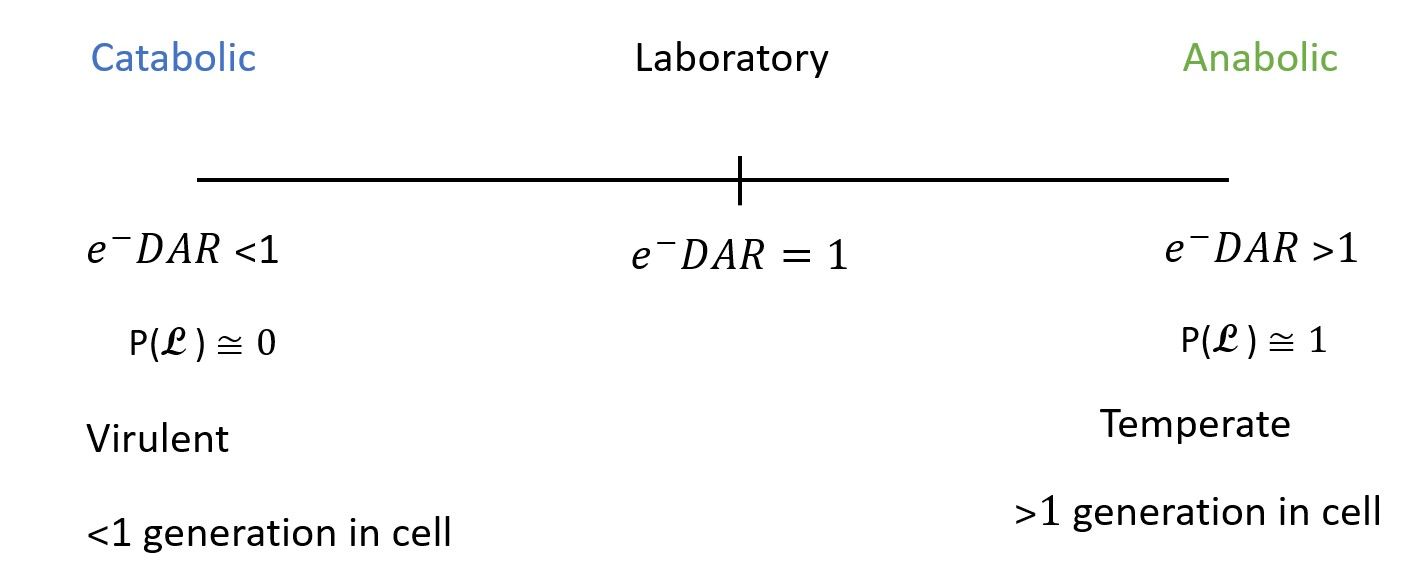 Catabolic Laboratory Anabolic
e⁻DAR <1 e⁻DAR = 1 e⁻DAR >1
P(ℒ ) ≅ 0 P(ℒ ) ≅ 1
Virulent Temperate
<1 generation in cell >1 generation in cell